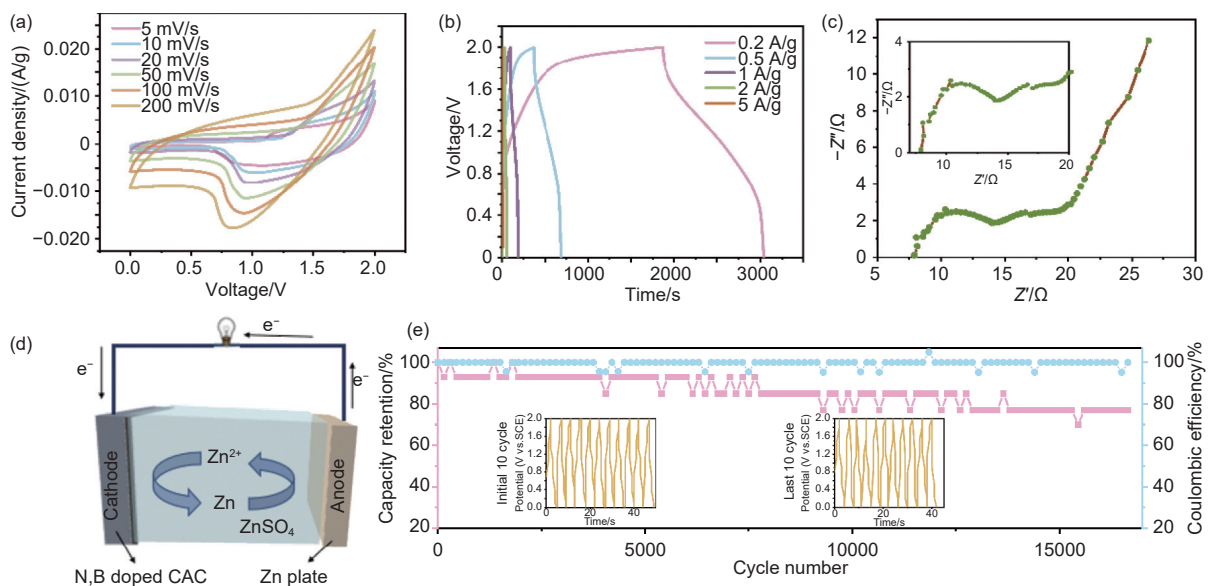 (a)
5 mV/s
10 mV/s
20 mV/s
50 mV/s
100 mV/s
200 mV/s
0.020
0.010
0
−0.010
−0.020
Current density/(A/g)
0.0 0.5 1.0 1.5 2.0
Voltage/V
(b)
0.2 A/g
0.5 A/g
1 A/g
2 A/g
5 A/g
2.0
1.6
1.2
0.8
0.4
0
Voltage/V
0 500 1000 2000 3000
Time/s
(c)
12
10
8
6
4
2
0
−Z″/Ω
5 10 15 20 25 30
Z′/Ω
4
2
0
−Z″/Ω
10 15 20
Z′/Ω
(d)
e⁻
e⁻
e⁻
Cathode
Zn²⁺
Zn
ZnSO₄
Anode
N,B doped CAC
Zn plate
(e)
100
80
60
40
20
Capacity retention/%
100
80
60
40
20
Coulombic efficiency/%
0 5000 10000 15000
Cycle number
Initial 10 cycle
Potential (V vs.SCE)
2.0
1.6
1.2
0.8
0.4
0.0
0 20 40
Time/s
Last 10 cycle
Potential (V vs.SCE)
2.0
1.6
1.2
0.8
0.4
0.0
0 20 40
Time/s